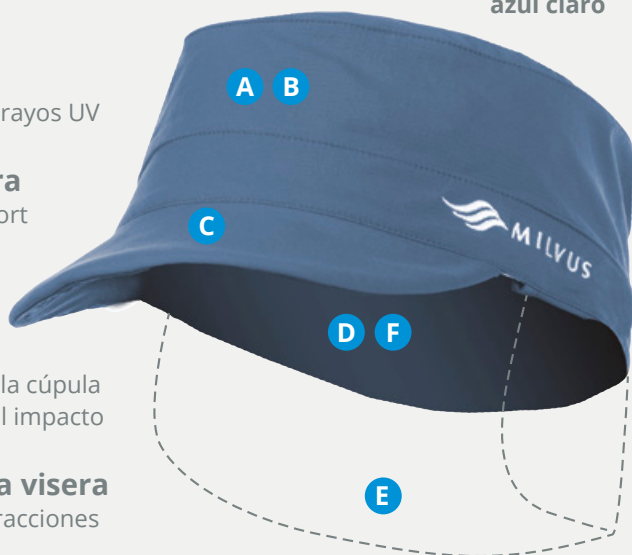 azul claro
A B
rayos UV
ra
ort
C
MILVUS
D F
la cúpula
l impacto
a visera
racciones
E